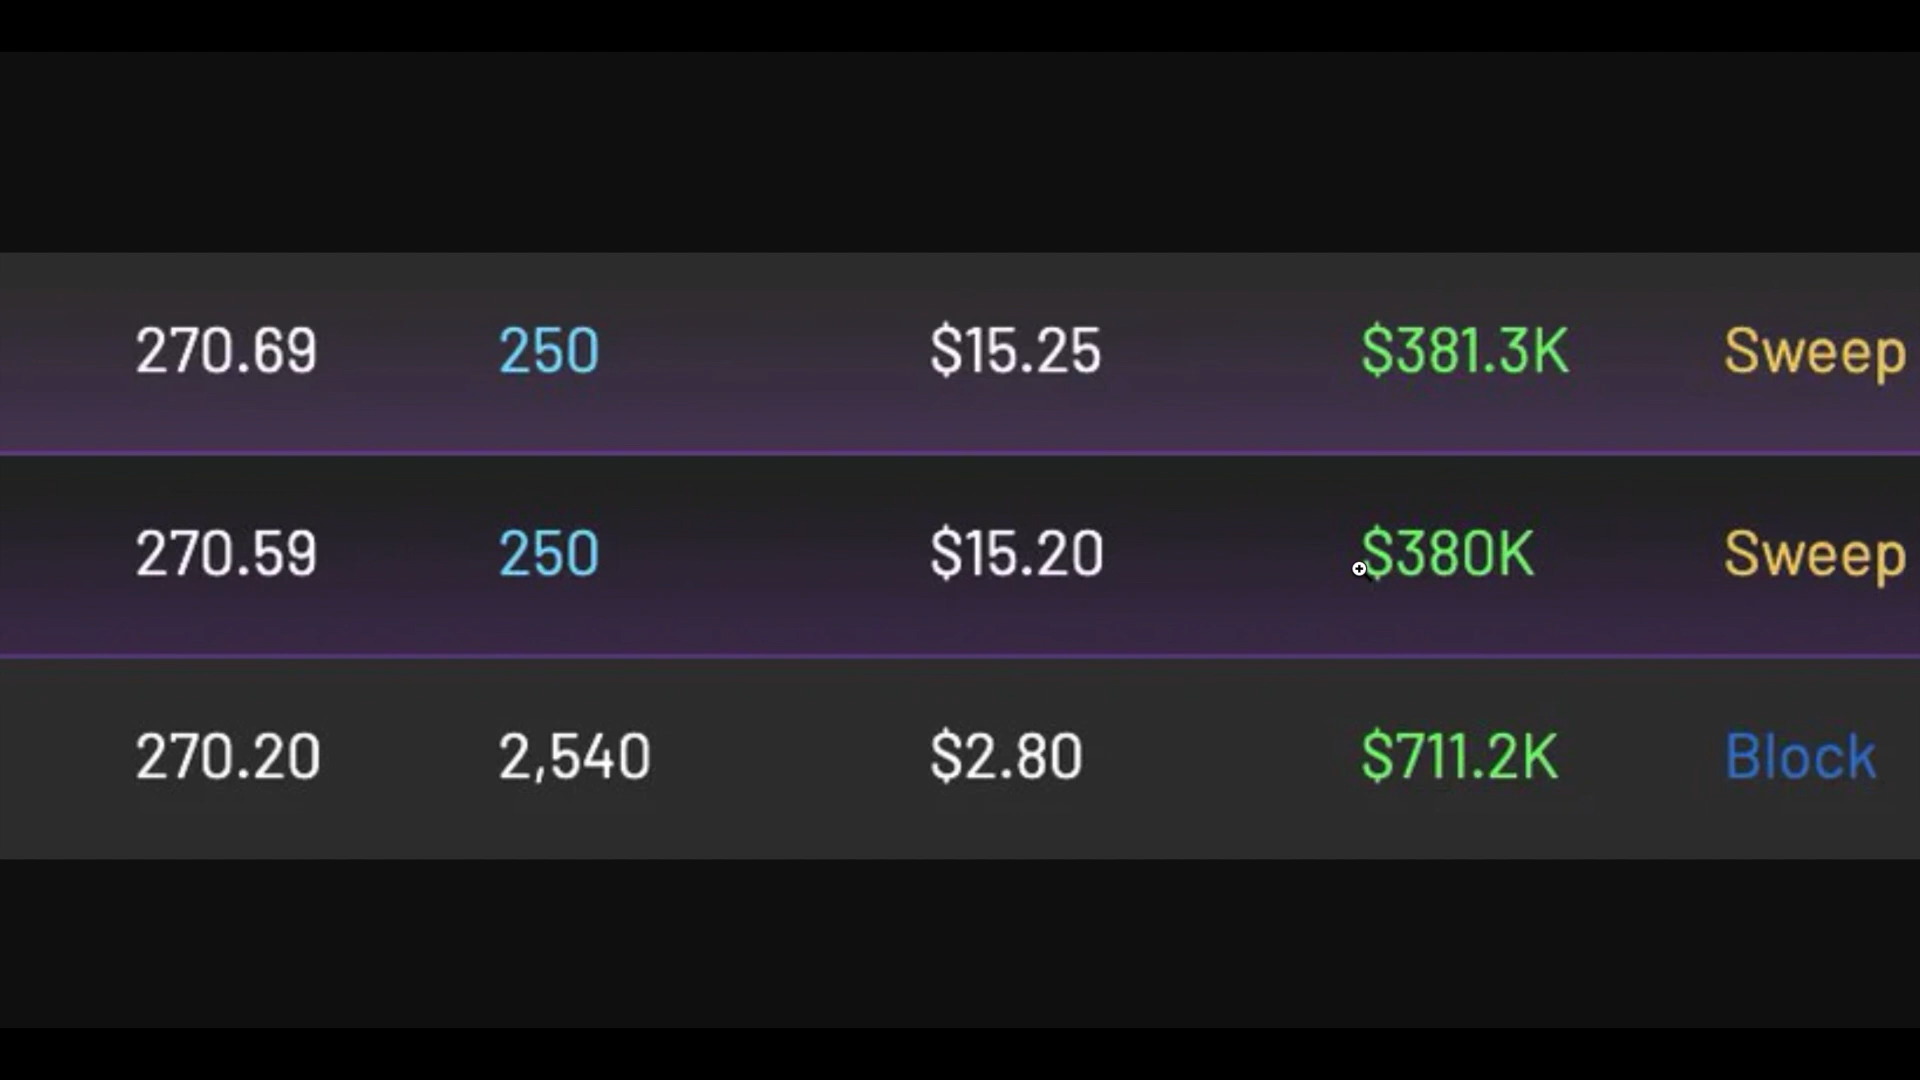 270.69 250 $15.25 $381.3K Sweep
270.59 250 $15.20 $380K Sweep
270.20 2,540 $2.80 $711.2K Block